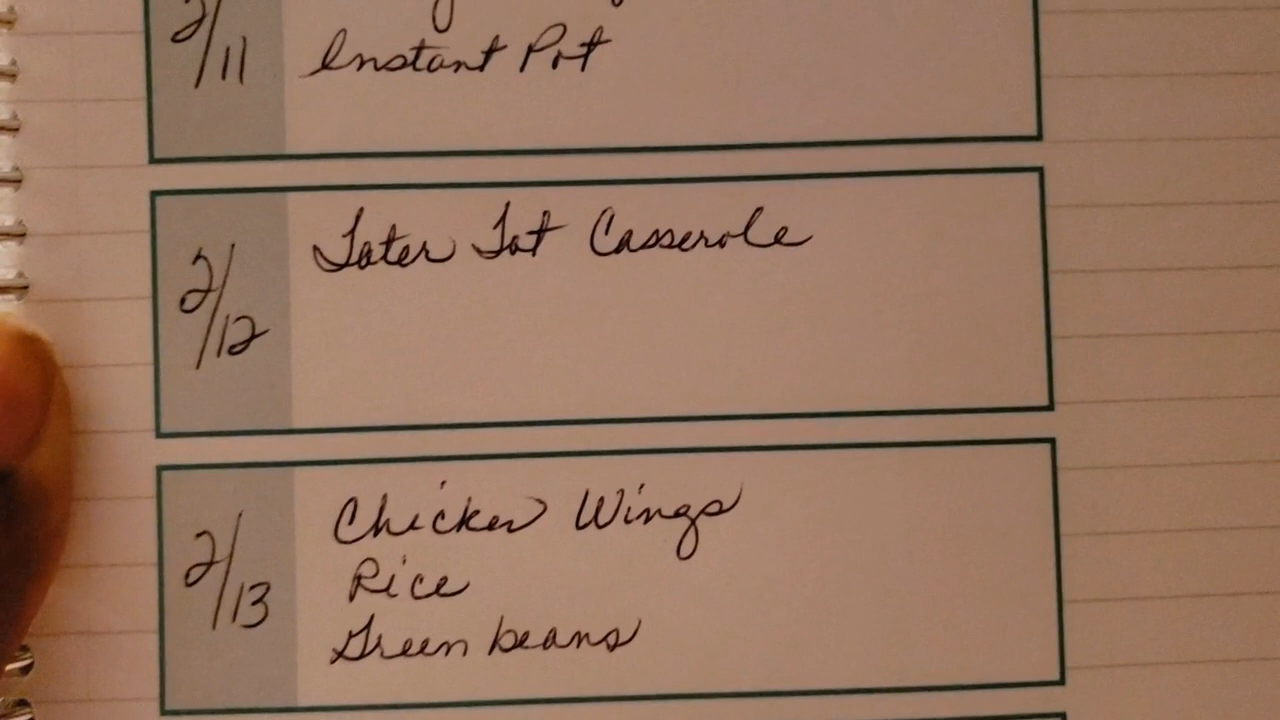 2/11
Instant Pot
2/12
Tater Tot Casserole
2/13
Chicken Wings
Rice
Green beans